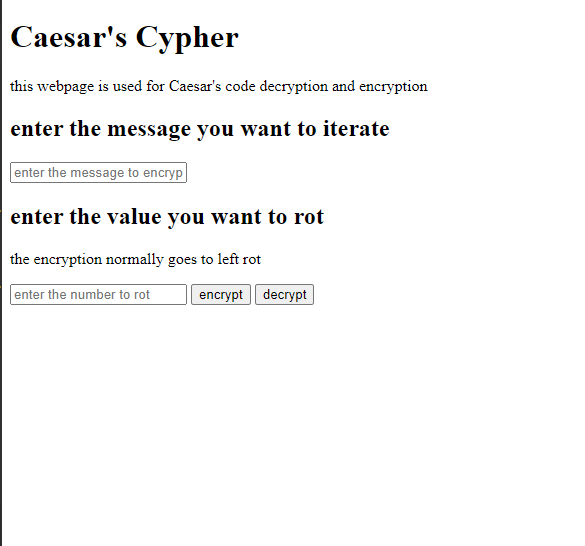 Caesar's Cypher
this webpage is used for Caesar's code decryption and encryption
enter the message you want to iterate
enter the message to encryp
enter the value you want to rot
the encryption normally goes to left rot
enter the number to rot encrypt decrypt